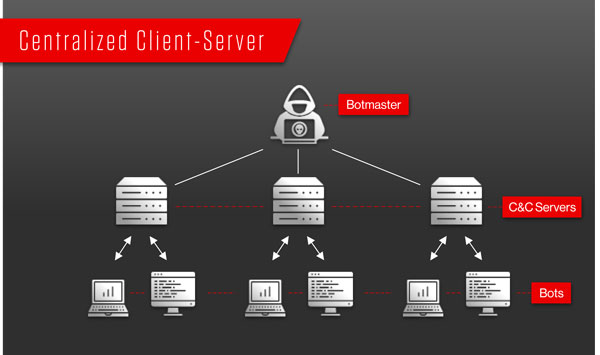 Centralized Client-Server
Botmaster
C&C Servers
Bots